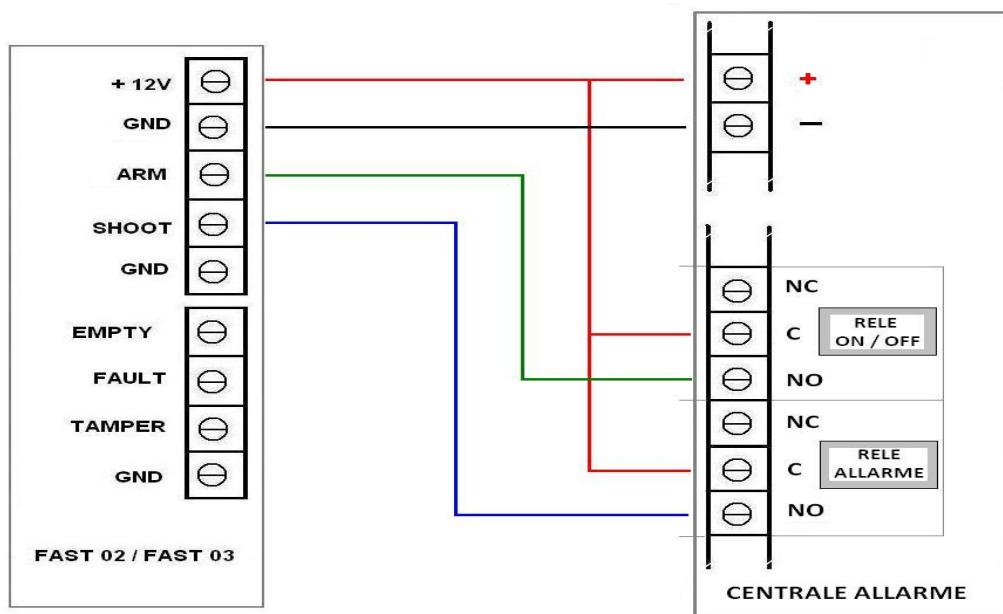 + 12V
GND
ARM
SHOOT
GND
EMPTY
FAULT
TAMPER
GND
FAST 02 / FAST 03
+
–
NC
C
NO
RELE
ON / OFF
NC
C
NO
RELE
ALLARME
CENTRALE ALLARME